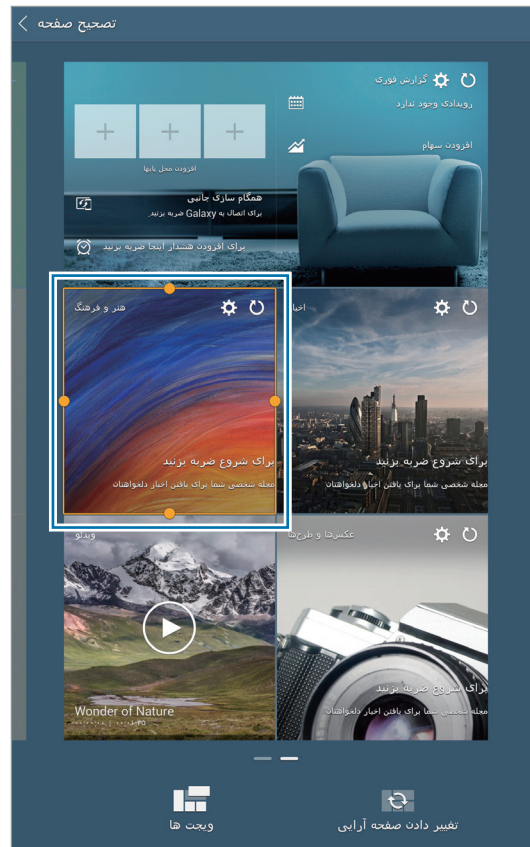 تصحیح صفحه
گزارش فوری
رویدادی وجود ندارد
افزودن سهام
افزودن محل یابها
همگام سازی جانبی
برای اتصال به Galaxy ضربه بزنید.
برای افزودن هشدار اینجا ضربه بزنید
اخبا
برای شروع ضربه بزنید
مجله شخصی شما برای یافتن اخبار دلخواهتان
هنر و فرهنگ
برای شروع ضربه بزنید
مجله شخصی شما برای یافتن اخبار دلخواهتان
عکس‌ها و طرح‌ها
برای شروع ضربه بزنید
مجله شخصی شما برای یافتن اخبار دلخواهتان
ویدئو
Wonder of Nature
تغییر دادن صفحه آرایی
ویجت ها